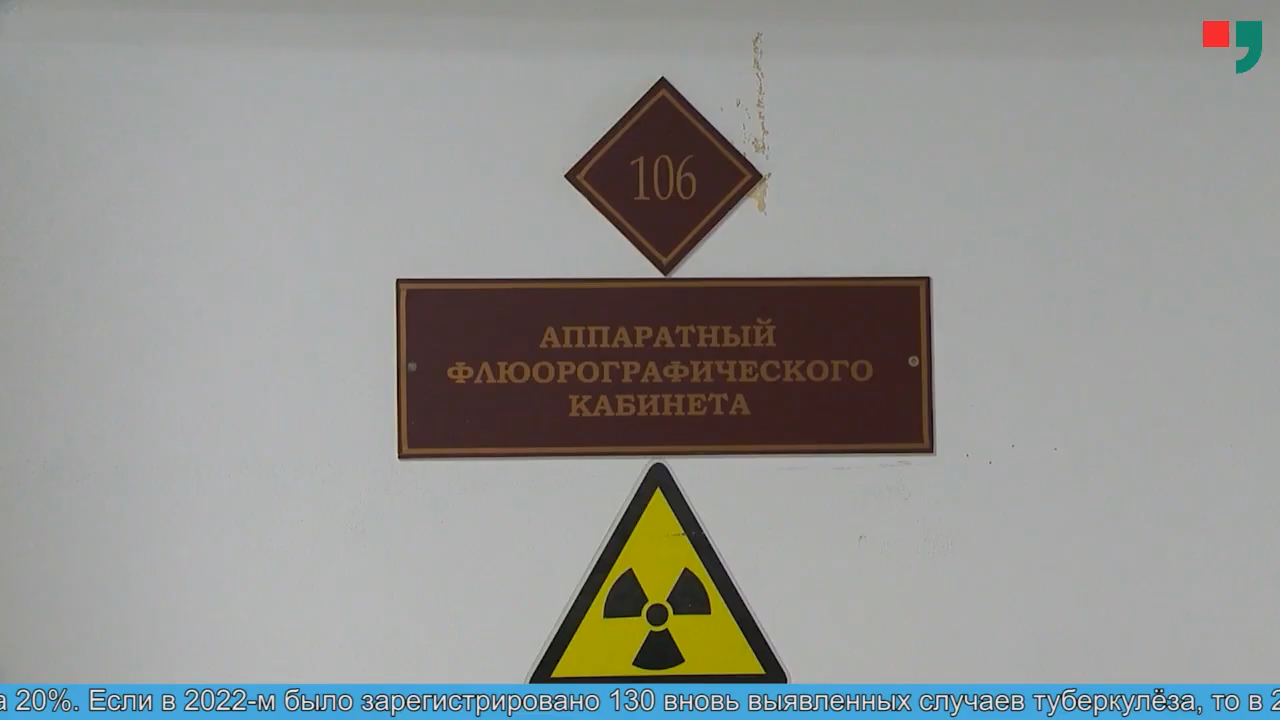 106
АППАРАТНЫЙ
ФЛЮОРОГРАФИЧЕСКОГО
КАБИНЕТА
20%. Если в 2022-м было зарегистрировано 130 вновь выявленных случаев туберкулёза, то в